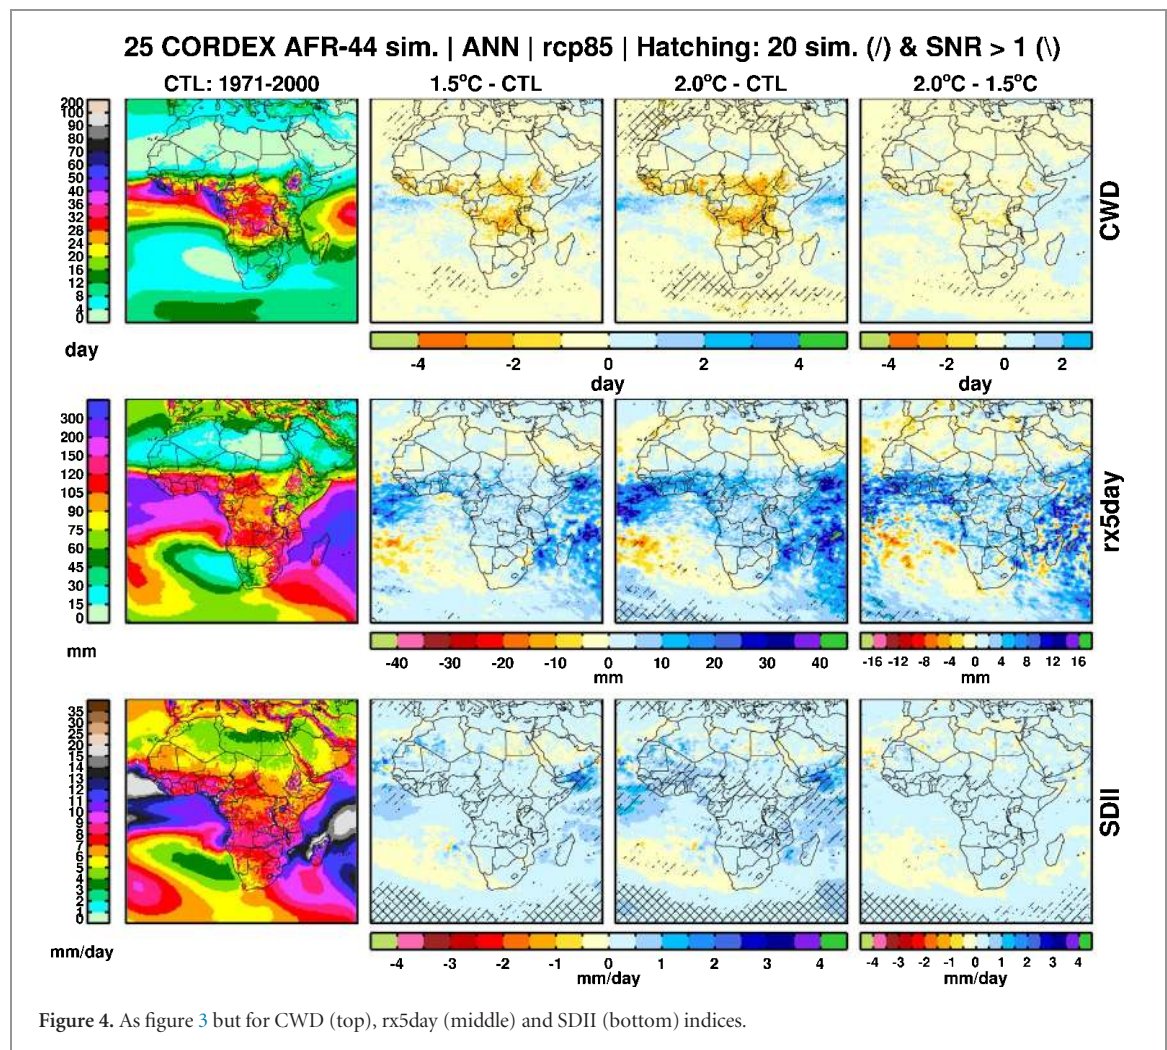 25 CORDEX AFR-44 sim. | ANN | rcp85 | Hatching: 20 sim. (/) & SNR > 1 (\)
CTL: 1971-2000
1.5°C - CTL
2.0°C - CTL
2.0°C - 1.5°C
200
100
90
80
70
60
50
40
36
32
28
24
20
16
12
8
4
0
day
CWD
-4 -2 0 2 4
day
-4 -2 0 2
day
300
200
150
120
105
90
75
60
45
30
15
0
mm
rx5day
-40 -30 -20 -10 0 10 20 30 40
mm
-16 -12 -8 -4 0 4 8 12 16
mm
35
30
25
20
15
14
13
12
11
10
9
8
7
6
5
4
3
2
1
0
mm/day
SDII
-4 -3 -2 -1 0 1 2 3 4
mm/day
-4 -3 -2 -1 0 1 2 3 4
mm/day
Figure 4. As figure 3 but for CWD (top), rx5day (middle) and SDII (bottom) indices.